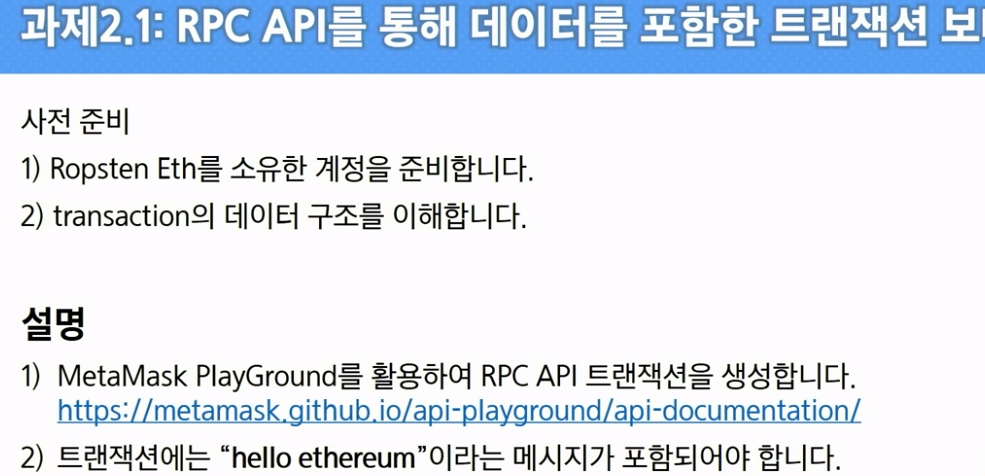 과제2.1: RPC API를 통해 데이터를 포함한 트랜잭션
사전 준비
1) Ropsten Eth를 소유한 계정을 준비합니다.
2) transaction의 데이터 구조를 이해합니다.
설명
1) MetaMask PlayGround를 활용하여 RPC API 트랜잭션을 생성합니다.
https://metamask.github.io/api-playground/api-documentation/
2) 트랜잭션에는 “hello ethereum”이라는 메시지가 포함되어야 합니다.